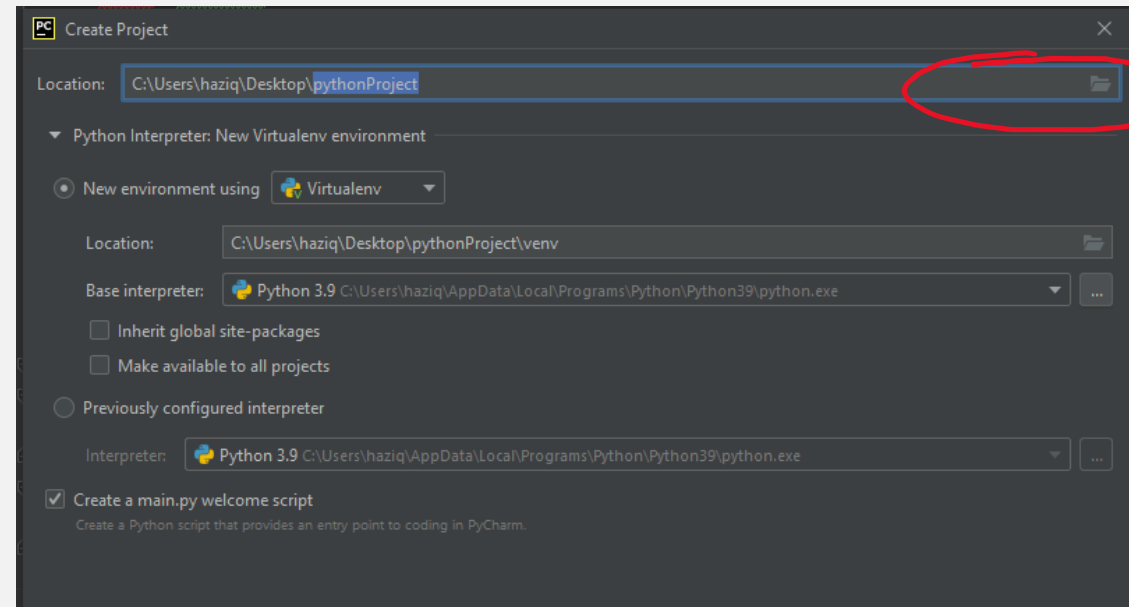 PC Create Project
Location: C:\Users\haziq\Desktop\pythonProject
Python Interpreter: New Virtualenv environment
New environment using Virtualenv
Location: C:\Users\haziq\Desktop\pythonProject\venv
Base interpreter: Python 3.9 C:\Users\haziq\AppData\Local\Programs\Python\Python39\python.exe ...
Inherit global site-packages
Make available to all projects
Previously configured interpreter
Interpreter: Python 3.9 C:\Users\haziq\AppData\Local\Programs\Python\Python39\python.exe ...
Create a main.py welcome script
Create a Python script that provides an entry point to coding in PyCharm.